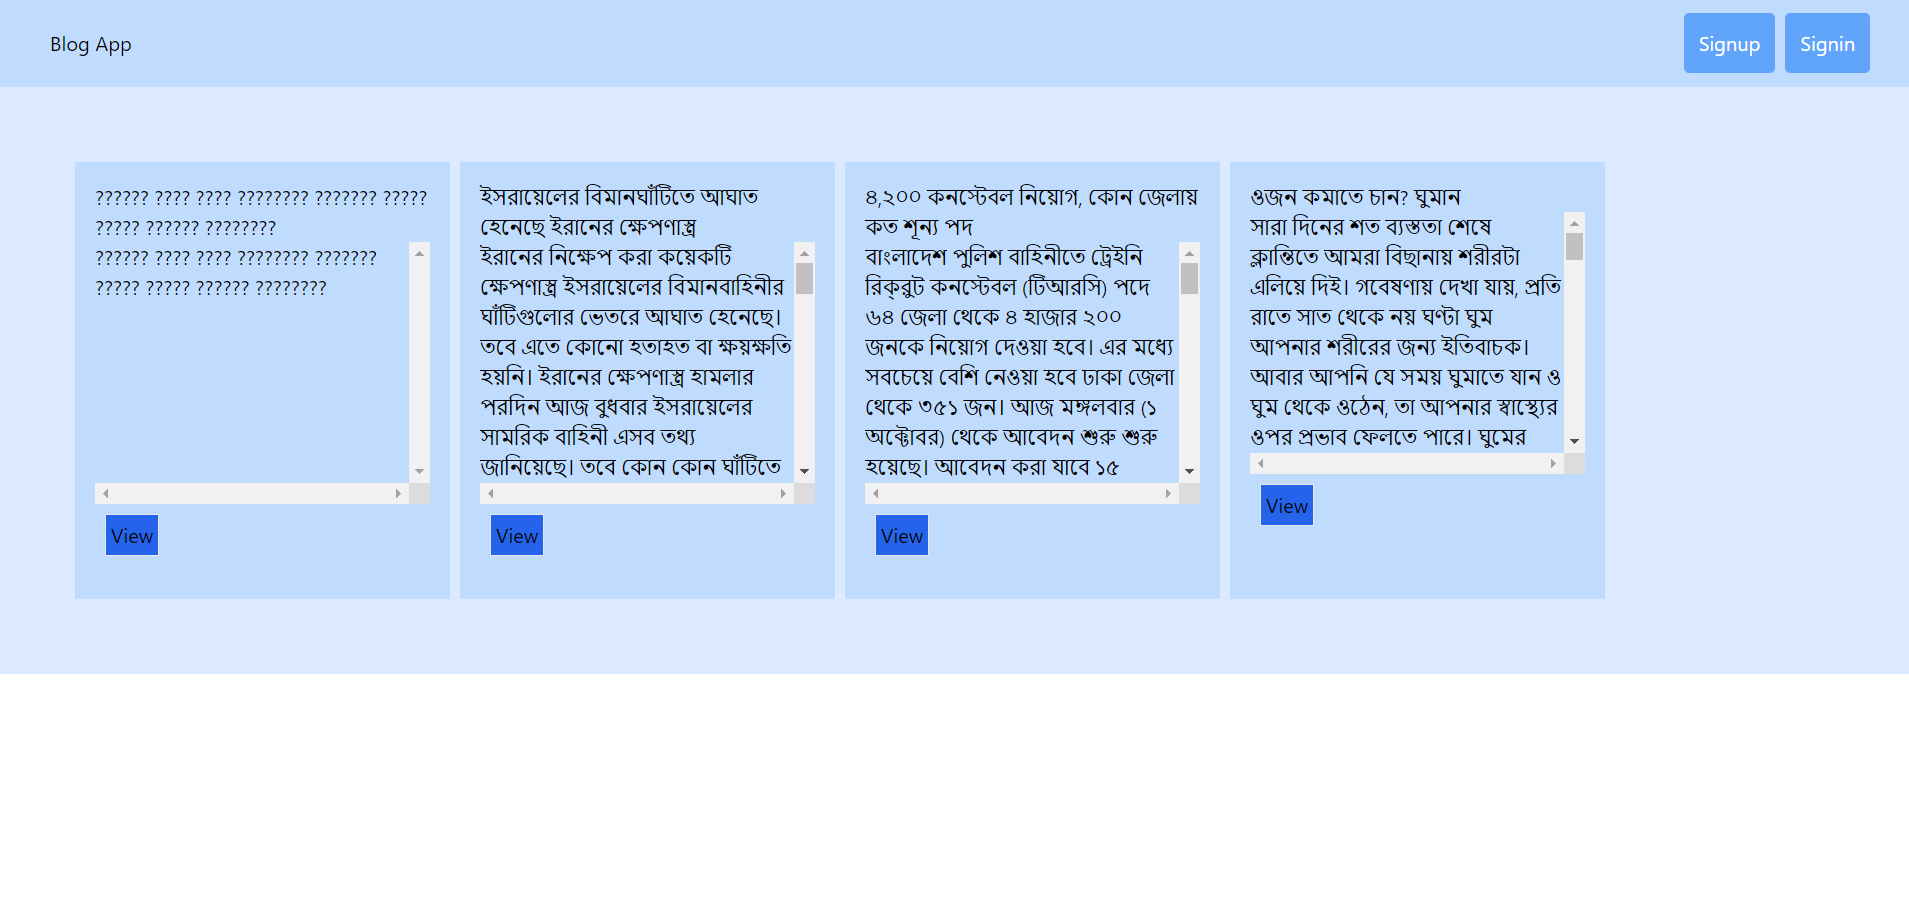 Blog App
Signup
Signin
?????? ???? ???? ???????? ??????? ?????
????? ?????? ????????
?????? ???? ???? ???????? ???????
????? ????? ?????? ????????
View
ইসরায়েলের বিমানঘাঁটিতে আঘাত
হেনেছে ইরানের ক্ষেপণাস্ত্র
ইরানের নিক্ষেপ করা কয়েকটি
ক্ষেপণাস্ত্র ইসরায়েলের বিমানবাহিনীর
ঘাঁটিগুলোর ভেতরে আঘাত হেনেছে।
তবে এতে কোনো হতাহত বা ক্ষয়ক্ষতি
হয়নি। ইরানের ক্ষেপণাস্ত্র হামলার
পরদিন আজ বুধবার ইসরায়েলের
সামরিক বাহিনী এসব তথ্য
জানিয়েছে। তবে কোন কোন ঘাঁটিতে
View
৪,২০০ কনস্টেবল নিয়োগ, কোন জেলায়
কত শূন্য পদ
বাংলাদেশ পুলিশ বাহিনীতে ট্রেইনি
রিক্রুট কনস্টেবল (টিআরসি) পদে
৬৪ জেলা থেকে ৪ হাজার ২০০
জনকে নিয়োগ দেওয়া হবে। এর মধ্যে
সবচেয়ে বেশি নেওয়া হবে ঢাকা জেলা
থেকে ৩৫১ জন। আজ মঙ্গলবার (১
অক্টোবর) থেকে আবেদন শুরু শুরু
হয়েছে। আবেদন করা যাবে ১৫
View
ওজন কমাতে চান? ঘুমান
সারা দিনের শত ব্যস্ততা শেষে
ক্লান্তিতে আমরা বিছানায় শরীরটা
এলিয়ে দিই। গবেষণায় দেখা যায়, প্রতি
রাতে সাত থেকে নয় ঘণ্টা ঘুম
আপনার শরীরের জন্য ইতিবাচক।
আবার আপনি যে সময় ঘুমাতে যান ও
ঘুম থেকে ওঠেন, তা আপনার স্বাস্থ্যের
ওপর প্রভাব ফেলতে পারে। ঘুমের
View